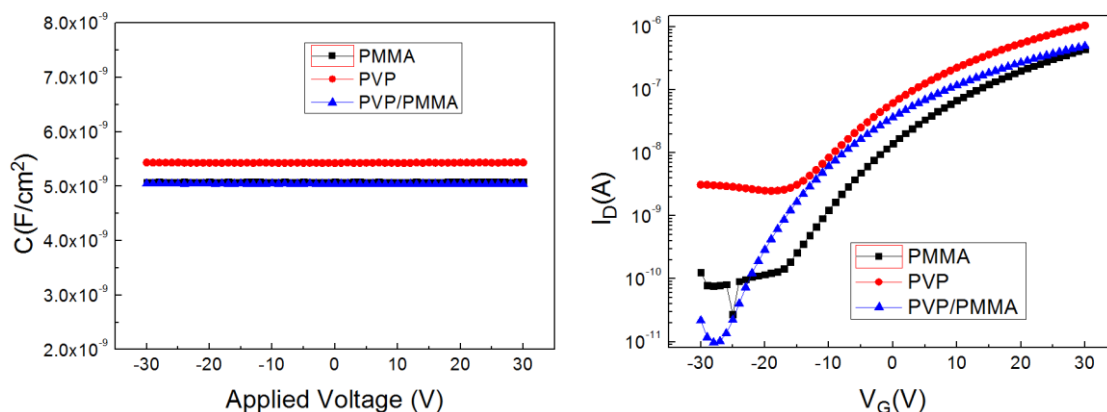 8.0x10⁻⁹
7.0x10⁻⁹
6.0x10⁻⁹
5.0x10⁻⁹
4.0x10⁻⁹
3.0x10⁻⁹
2.0x10⁻⁹
C(F/cm²)
PMMA
PVP
PVP/PMMA
-30 -20 -10 0 10 20 30
Applied Voltage (V)
10⁻⁶
10⁻⁷
10⁻⁸
10⁻⁹
10⁻¹⁰
10⁻¹¹
I_D(A)
PMMA
PVP
PVP/PMMA
-30 -20 -10 0 10 20 30
V_G(V)